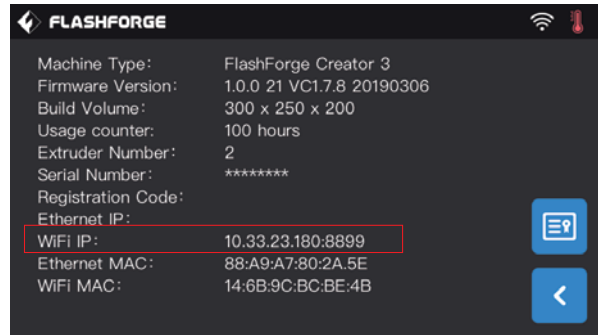 FLASHFORGE
Machine Type: FlashForge Creator 3
Firmware Version: 1.0.0 21 VC1.7.8 20190306
Build Volume: 300 x 250 x 200
Usage counter: 100 hours
Extruder Number: 2
Serial Number: ********
Registration Code:
Ethernet IP:
WiFi IP: 10.33.23.180:8899
Ethernet MAC: 88:A9:A7:80:2A.5E
WiFi MAC: 14:6B:9C:BC:BE:4B